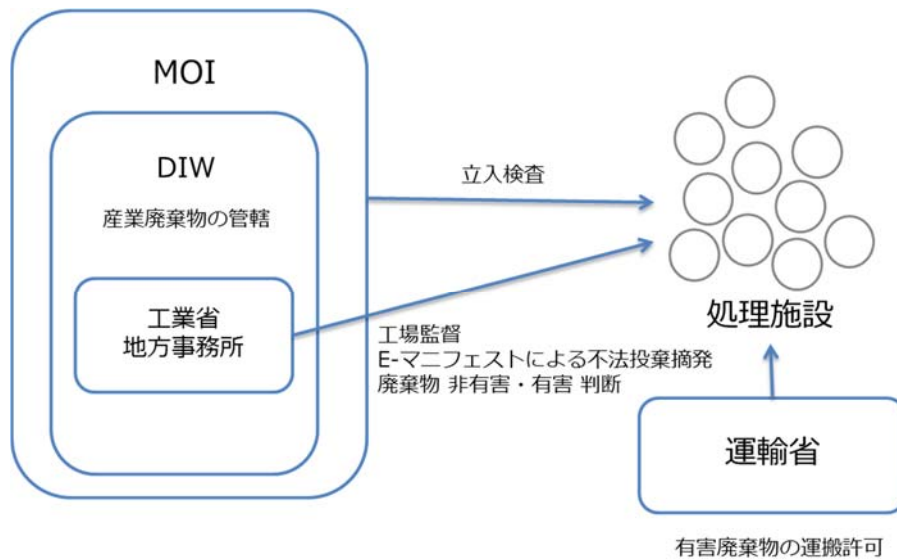 MOI
DIW
産業廃棄物の管轄
工業省
地方事務所
立入検査
工場監督
E-マニフェストによる不法投棄摘発
廃棄物 非有害・有害 判断
処理施設
運輸省
有害廃棄物の運搬許可